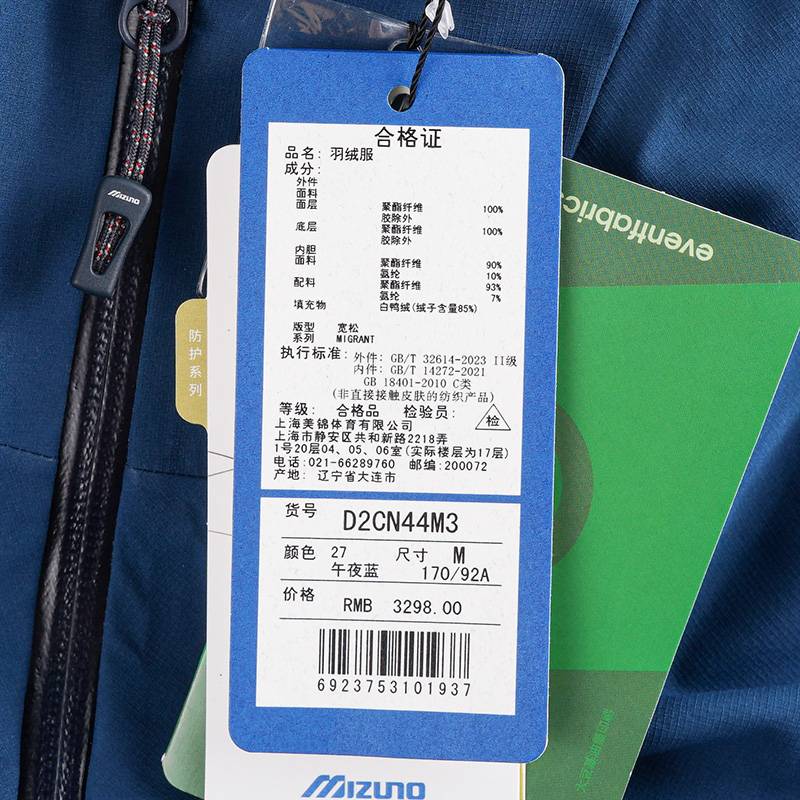 合格证
品名: 羽绒服
成分:
外件
面料
面层 聚酯纤维 100%
胶除外
底层 聚酯纤维 100%
胶除外
内胆
面料 聚酯纤维 90%
氨纶 10%
配料 聚酯纤维 93%
氨纶 7%
填充物 白鸭绒(绒子含量85%)
版型 宽松
系列 MIGRANT
执行标准: 外件: GB/T 32614-2023 II级
内件: GB/T 14272-2021
GB 18401-2010 C类
(非直接接触皮肤的纺织产品)
等级: 合格品 检验员: 检
上海美锦体育有限公司
上海市静安区共和新路2218弄
1号20层04、05、06室(实际楼层为17层)
电话:021-66289760 邮编:200072
产地: 辽宁省大连市
货号 D2CN44M3
颜色 27 尺寸 M
午夜蓝 170/92A
价格 RMB 3298.00
6923753101937
MIZUNO
MIZUNO
防护系列
eventfabrics